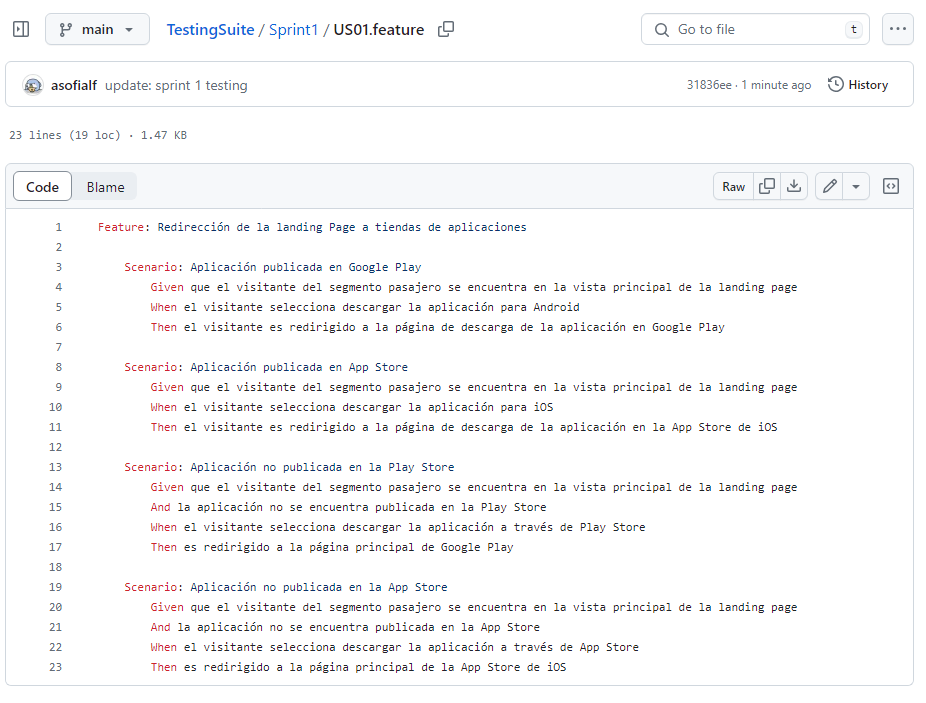 main
TestingSuite / Sprint1 / US01.feature
Go to file
t
asofialf update: sprint 1 testing
31836ee · 1 minute ago
History
23 lines (19 loc) · 1.47 KB
Code
Blame
Raw
1 Feature: Redirección de la landing Page a tiendas de aplicaciones
2
3 Scenario: Aplicación publicada en Google Play
4 Given que el visitante del segmento pasajero se encuentra en la vista principal de la landing page
5 When el visitante selecciona descargar la aplicación para Android
6 Then el visitante es redirigido a la página de descarga de la aplicación en Google Play
7
8 Scenario: Aplicación publicada en App Store
9 Given que el visitante del segmento pasajero se encuentra en la vista principal de la landing page
10 When el visitante selecciona descargar la aplicación para iOS
11 Then el visitante es redirigido a la página de descarga de la aplicación en la App Store de iOS
12
13 Scenario: Aplicación no publicada en la Play Store
14 Given que el visitante del segmento pasajero se encuentra en la vista principal de la landing page
15 And la aplicación no se encuentra publicada en la Play Store
16 When el visitante selecciona descargar la aplicación a través de Play Store
17 Then es redirigido a la página principal de Google Play
18
19 Scenario: Aplicación no publicada en la App Store
20 Given que el visitante del segmento pasajero se encuentra en la vista principal de la landing page
21 And la aplicación no se encuentra publicada en la App Store
22 When el visitante selecciona descargar la aplicación a través de App Store
23 Then es redirigido a la página principal de la App Store de iOS